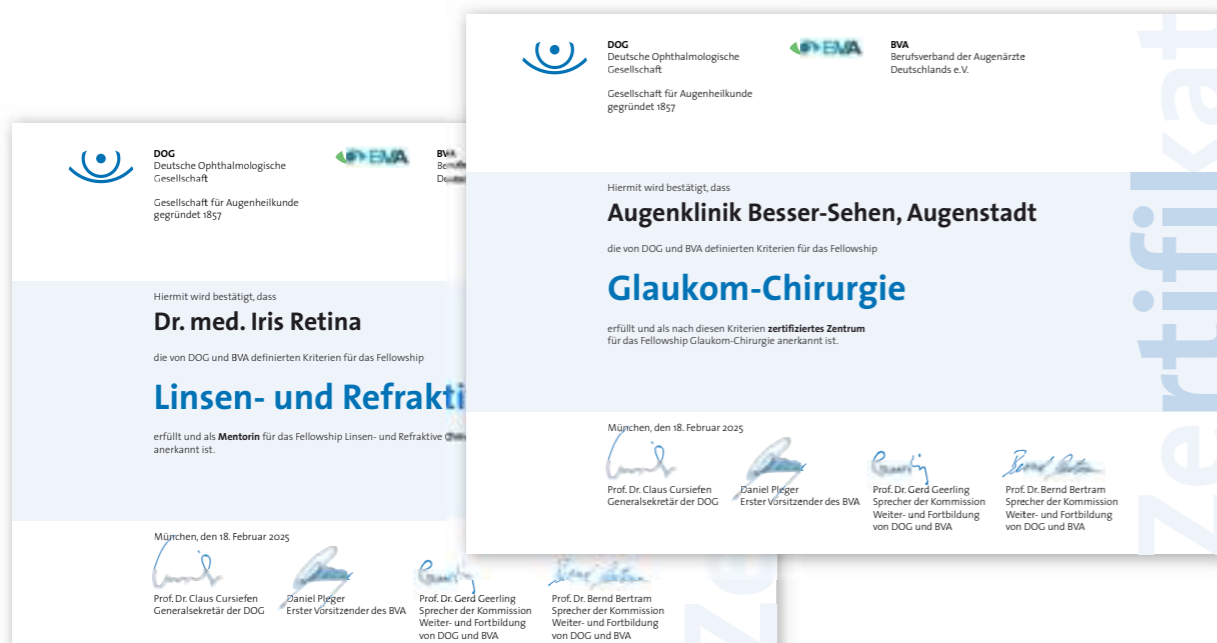 DOG
Deutsche Ophthalmologische
Gesellschaft
Gesellschaft für Augenheilkunde
gegründet 1857
BVA
BVA
Berufsverband der Augenärzte
Deutschlands e.V.
Hiermit wird bestätigt, dass
Augenklinik Besser-Sehen, Augenstadt
die von DOG und BVA definierten Kriterien für das Fellowship
Glaukom-Chirurgie
erfüllt und als nach diesen Kriterien zertifiziertes Zentrum
für das Fellowship Glaukom-Chirurgie anerkannt ist.
München, den 18. Februar 2025
Prof. Dr. Claus Cursiefen
Generalsekretär der DOG
Daniel Pleger
Erster Vorsitzender des BVA
Prof. Dr. Gerd Geerling
Sprecher der Kommission
Weiter- und Fortbildung
von DOG und BVA
Prof. Dr. Bernd Bertram
Sprecher der Kommission
Weiter- und Fortbildung
von DOG und BVA
Zertifikat
DOG
Deutsche Ophthalmologische
Gesellschaft
Gesellschaft für Augenheilkunde
gegründet 1857
BVA
Hiermit wird bestätigt, dass
Dr. med. Iris Retina
die von DOG und BVA definierten Kriterien für das Fellowship
Linsen- und Refrakti
erfüllt und als Mentorin für das Fellowship Linsen- und Refraktive
anerkannt ist.
München, den 18. Februar 2025
Prof. Dr. Claus Cursiefen
Generalsekretär der DOG
Daniel Pleger
Erster Vorsitzender des BVA
Prof. Dr. Gerd Geerling
Sprecher der Kommission
Weiter- und Fortbildung
von DOG und BVA
Prof. Dr. Bernd Bertram
Sprecher der Kommission
Weiter- und Fortbildung
von DOG und BVA
Ze